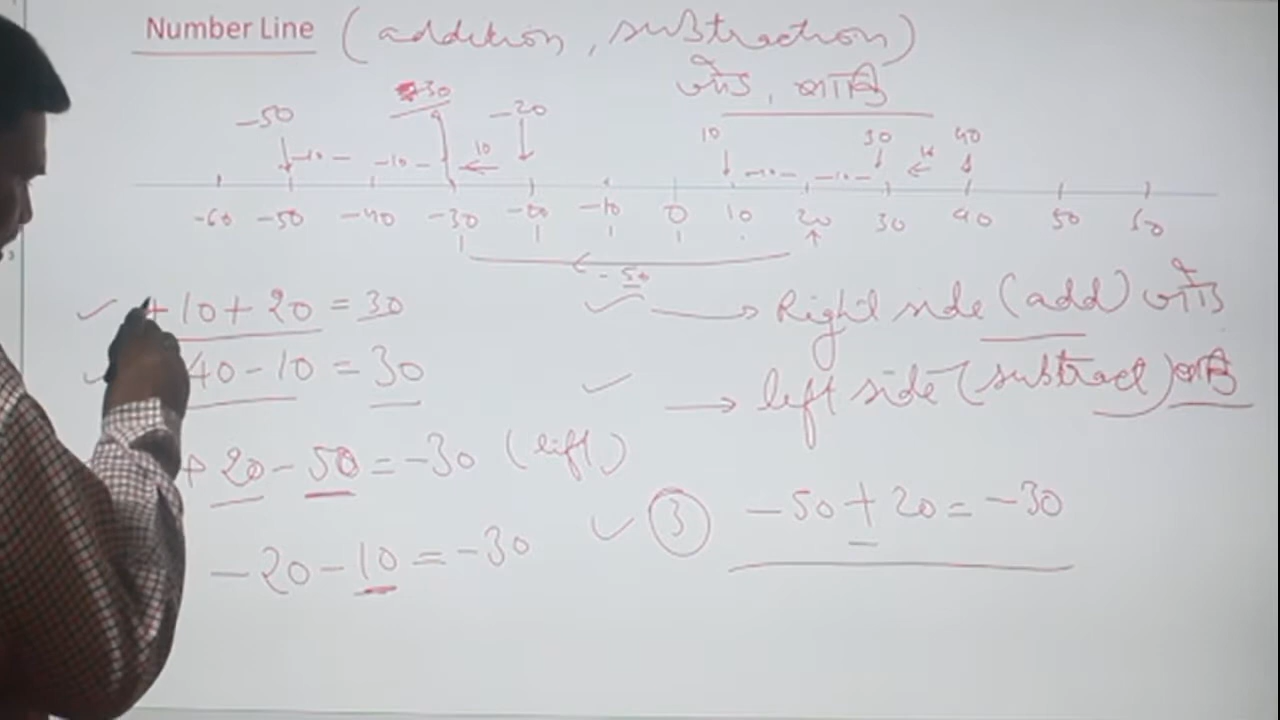 Number Line (addition, subtraction)
-50 -30 -20 10 30 40
-10 -10 10 -10 -10
-60 -50 -40 -30 -20 -10 0 10 20 30 40 50 60
-50
+10+20=30
→ Right side (add)
40-10=30
→ left side (subtract)
+20-50=-30 (left)
3 -50+20=-30
-20-10=-30